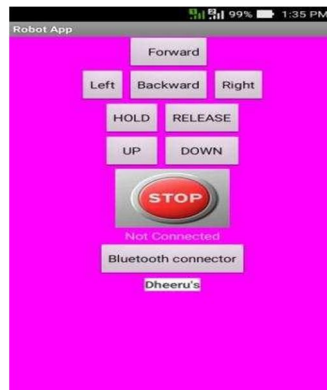 99% 1:35 PM
Robot App
Forward
Left Backward Right
HOLD RELEASE
UP DOWN
STOP
Not Connected
Bluetooth connector
Dheeru's